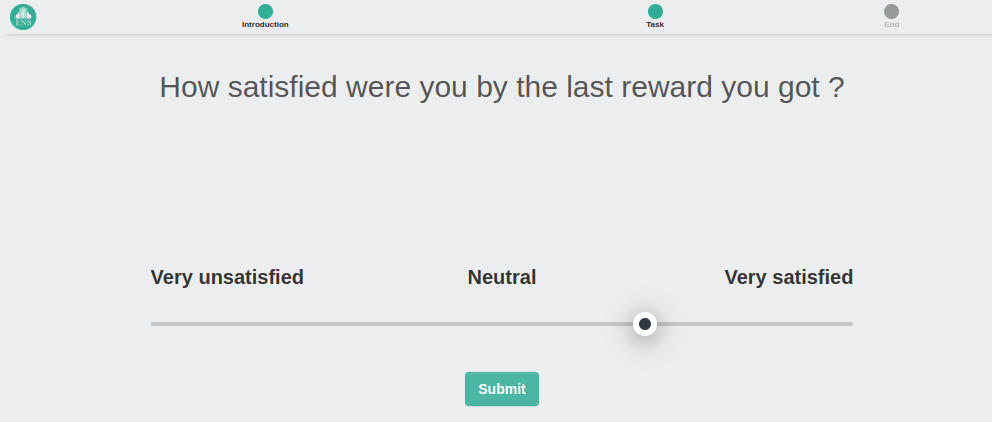 ENS
Introduction
Task
End
How satisfied were you by the last reward you got ?
Very unsatisfied
Neutral
Very satisfied
Submit